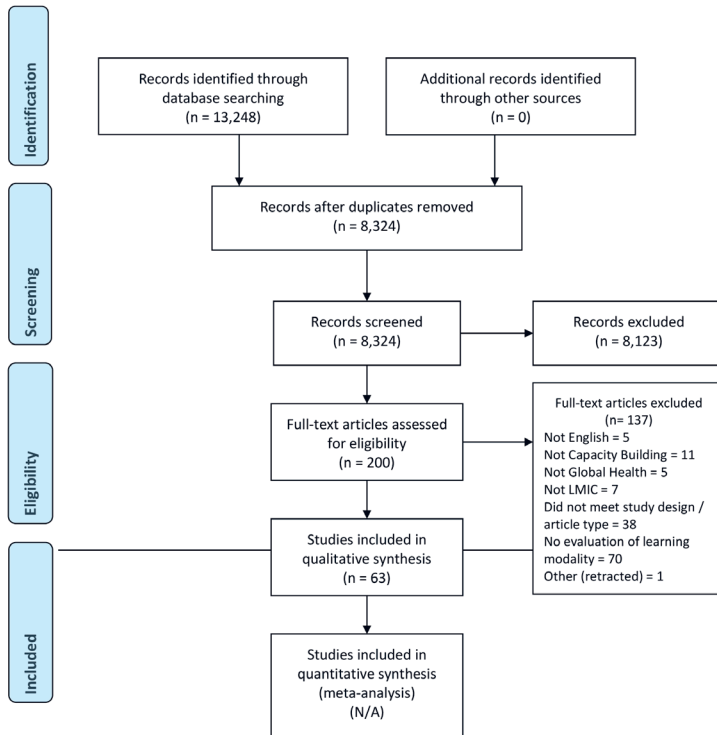 Identification
Records identified through
database searching
(n = 13,248)
Additional records identified
through other sources
(n = 0)
Screening
Records after duplicates removed
(n = 8,324)
Records screened
(n = 8,324)
Records excluded
(n = 8,123)
Eligibility
Full-text articles assessed
for eligibility
(n = 200)
Full-text articles excluded
(n= 137)
Not English = 5
Not Capacity Building = 11
Not Global Health = 5
Not LMIC = 7
Did not meet study design /
article type = 38
No evaluation of learning
modality = 70
Other (retracted) = 1
Included
Studies included in
qualitative synthesis
(n = 63)
Studies included in
quantitative synthesis
(meta-analysis)
(N/A)